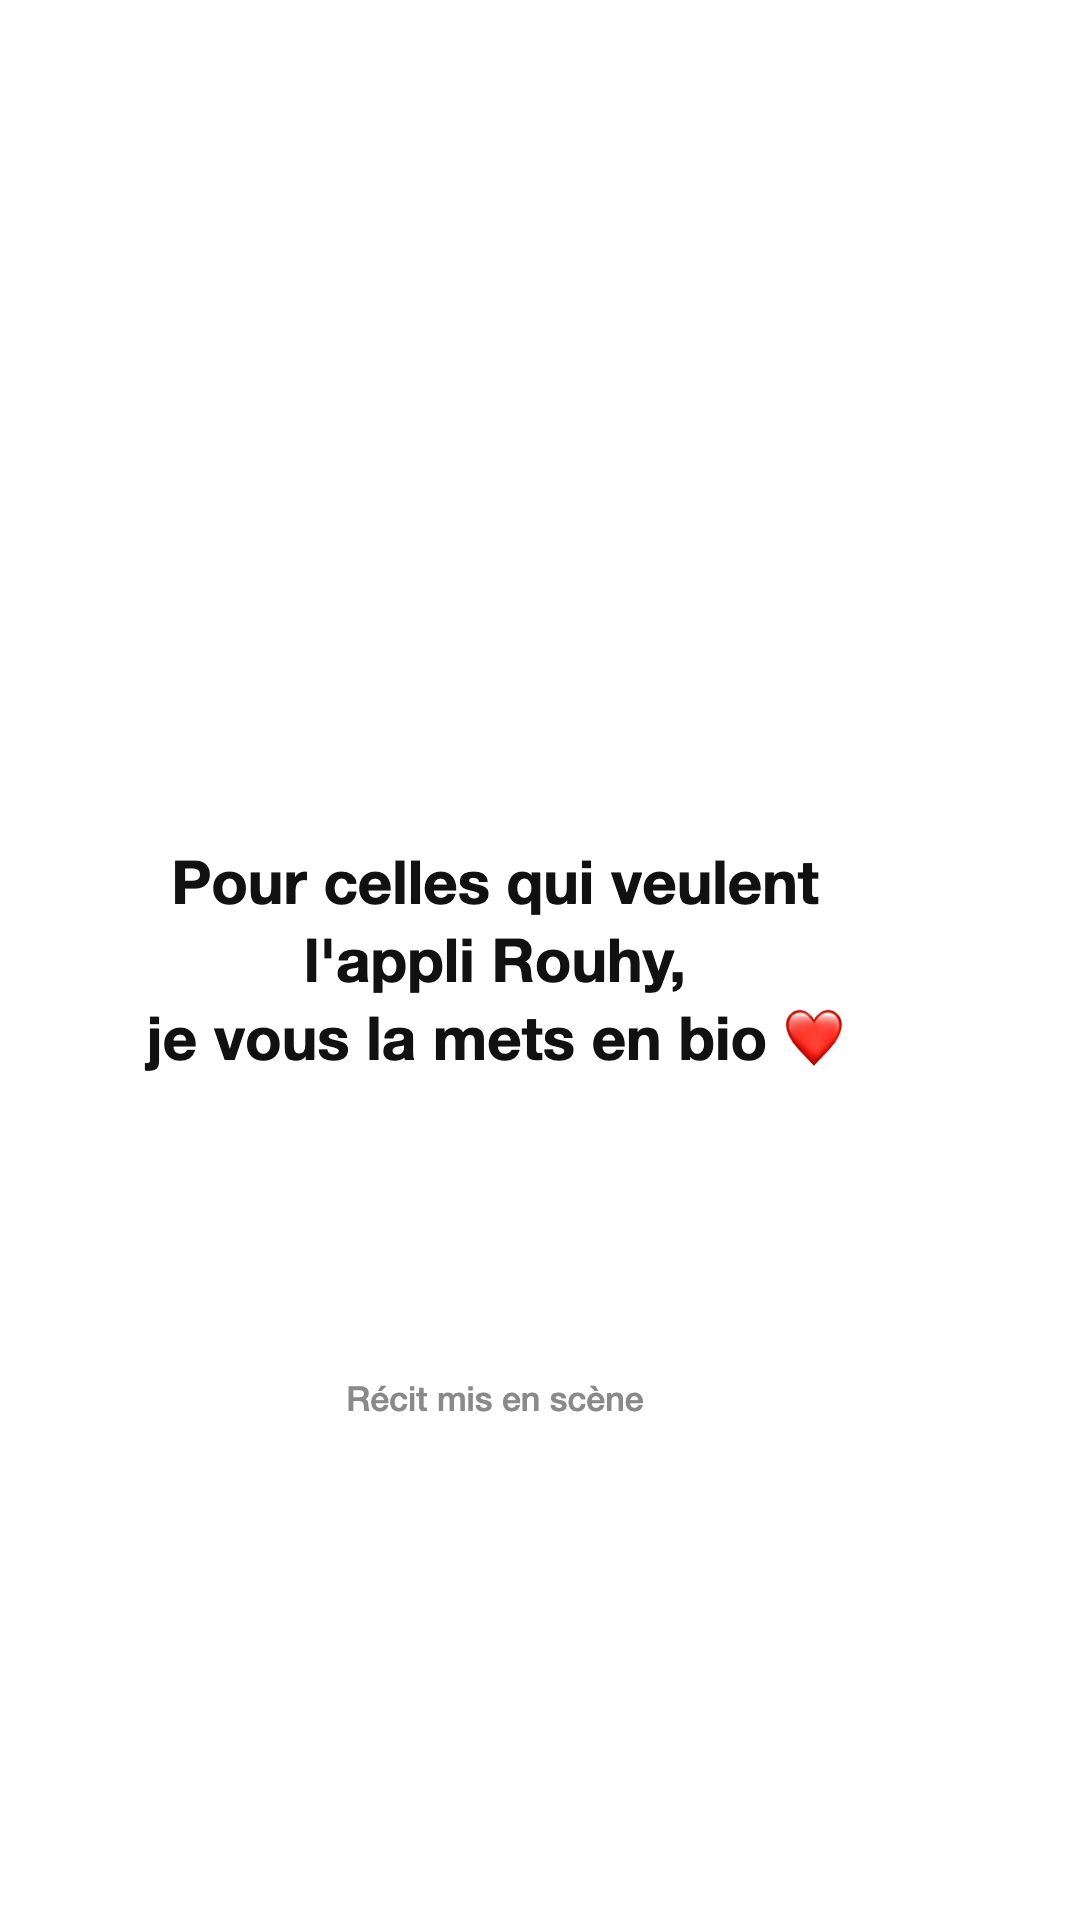 Pour celles qui veulent
l'appli Rouhy,
je vous la mets en bio ❤️
Récit mis en scène